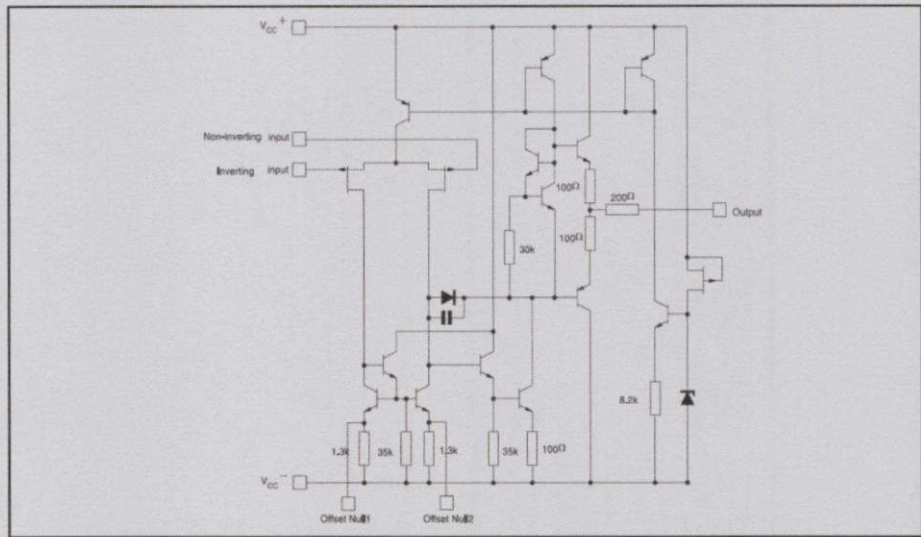 VCC+
Non-inverting input
Inverting input
100Ω
200Ω
Output
100Ω
30k
8.2k
1.3k
35k
1.3k
35k
100Ω
VCC−
Offset Null1
Offset Null2